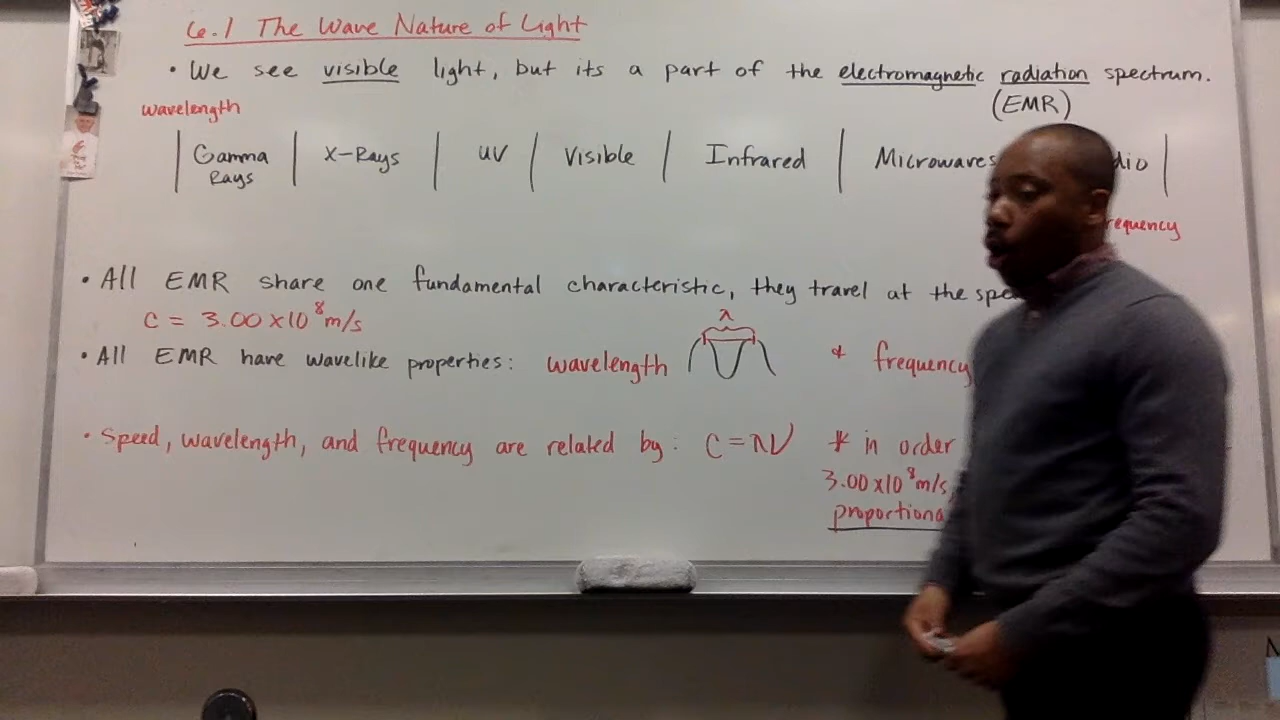 6.1 The Wave Nature of Light
• We see visible light, but its a part of the electromagnetic radiation spectrum.
(EMR)
wavelength
| Gamma Rays | X-Rays | UV | Visible | Infrared | Microwaves dio |
requency
• All EMR share one fundamental characteristic, they travel at the spe
C = 3.00 x 10⁸ m/s
λ
• All EMR have wavelike properties: wavelength + frequency
• Speed, wavelength, and frequency are related by: C = λν * in order
3.00 x 10⁸ m/s,
proportiona